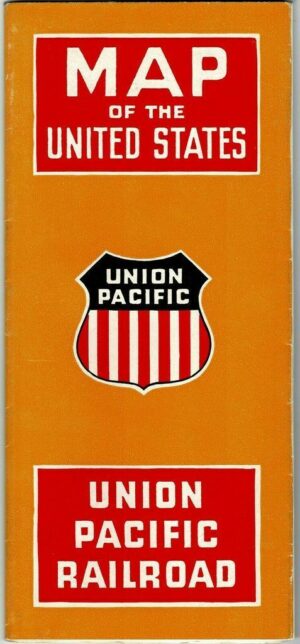 MAP
OF THE
UNITED STATES
UNION
PACIFIC
UNION
PACIFIC
RAILROAD